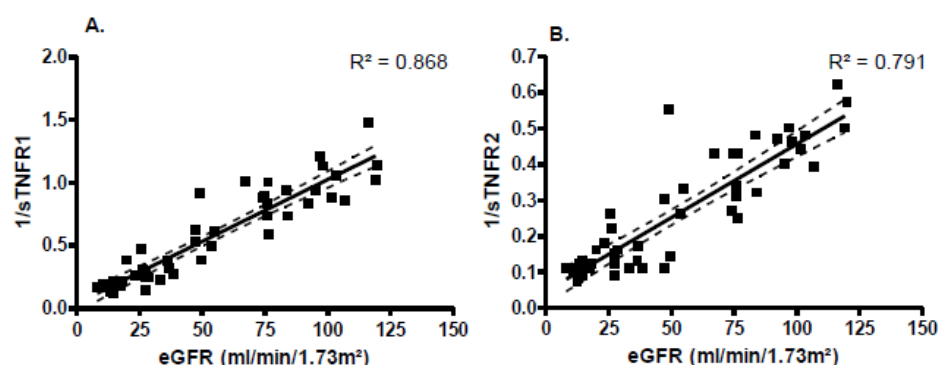 A.
R² = 0.868
1/sTNFR1
2.0
1.5
1.0
0.5
0.0
0 25 50 75 100 125 150
eGFR (ml/min/1.73m²)
B.
R² = 0.791
1/sTNFR2
0.7
0.6
0.5
0.4
0.3
0.2
0.1
0.0
0 25 50 75 100 125 150
eGFR (ml/min/1.73m²)